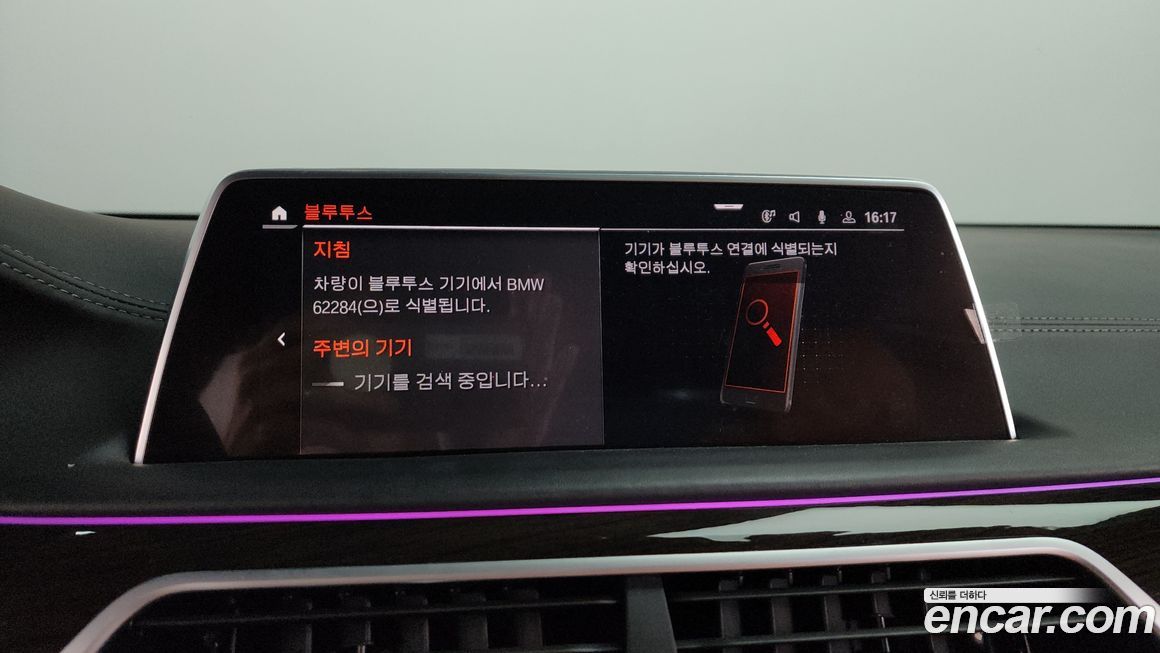 블루투스
16:17
지침
차량이 블루투스 기기에서 BMW
62284(으)로 식별됩니다.
주변의 기기
기기를 검색 중입니다...
기기가 블루투스 연결에 식별되는지
확인하십시오.
신뢰를 더하다
encar.com